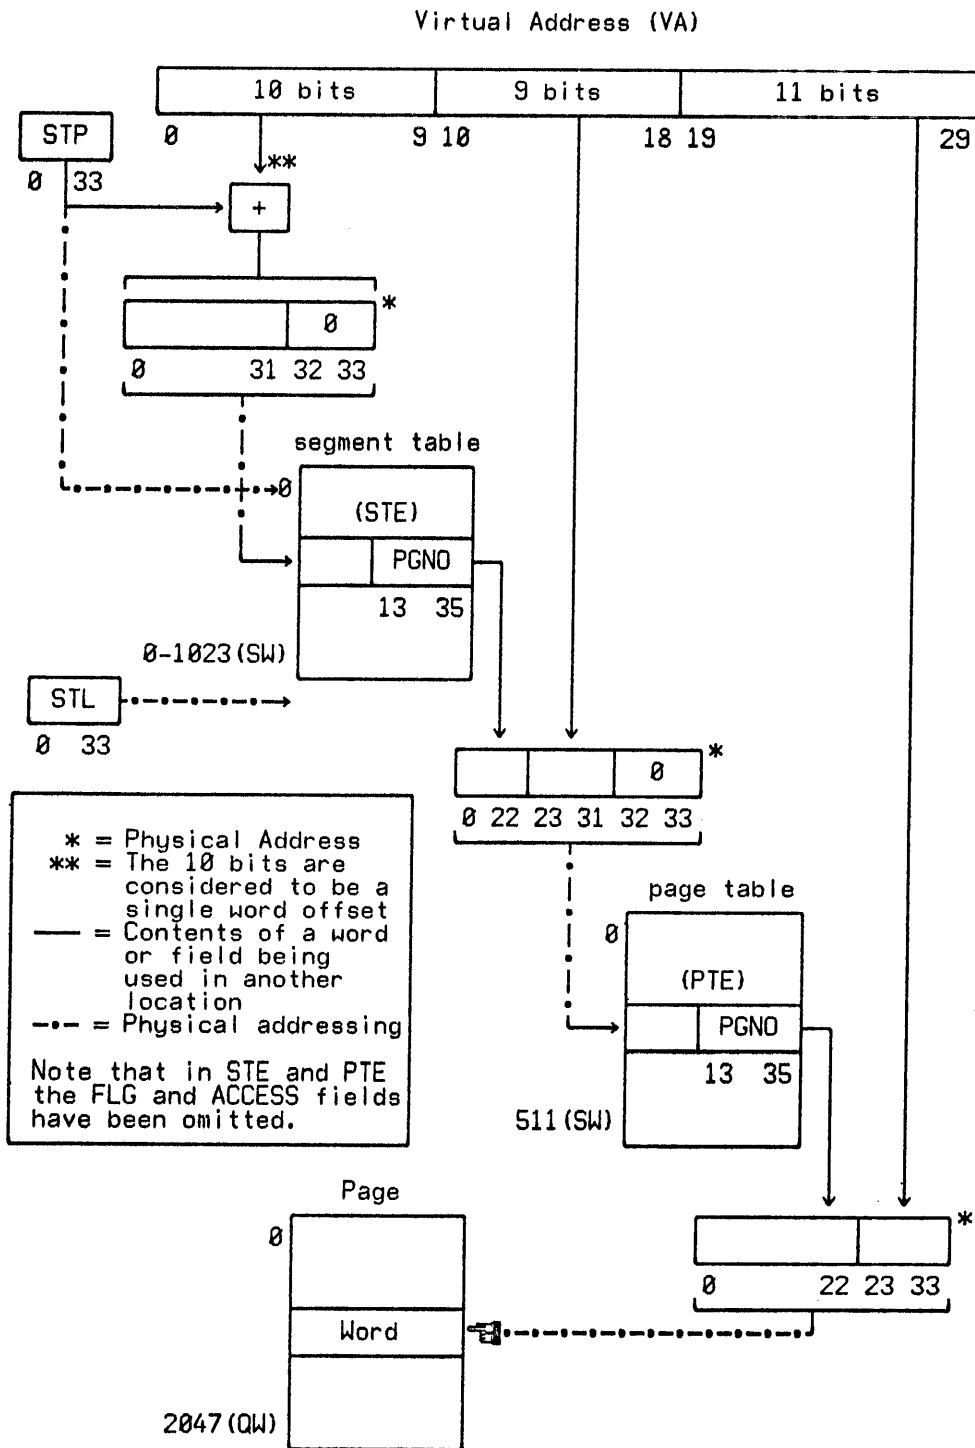 Virtual Address (VA)
10 bits 9 bits 11 bits
STP
0 9 10 18 19 29
0 33
**
+
*
0
0 31 32 33
segment table
0
(STE)
PGNO
13 35
0-1023(SW)
STL
0 33
*
0
0 22 23 31 32 33
* = Physical Address
** = The 10 bits are
considered to be a
single word offset
—— = Contents of a word
or field being
used in another
location
—•— = Physical addressing
Note that in STE and PTE
the FLG and ACCESS fields
have been omitted.
page table
0
(PTE)
PGNO
13 35
511(SW)
Page
0
*
0 22 23 33
Word
2047(QW)